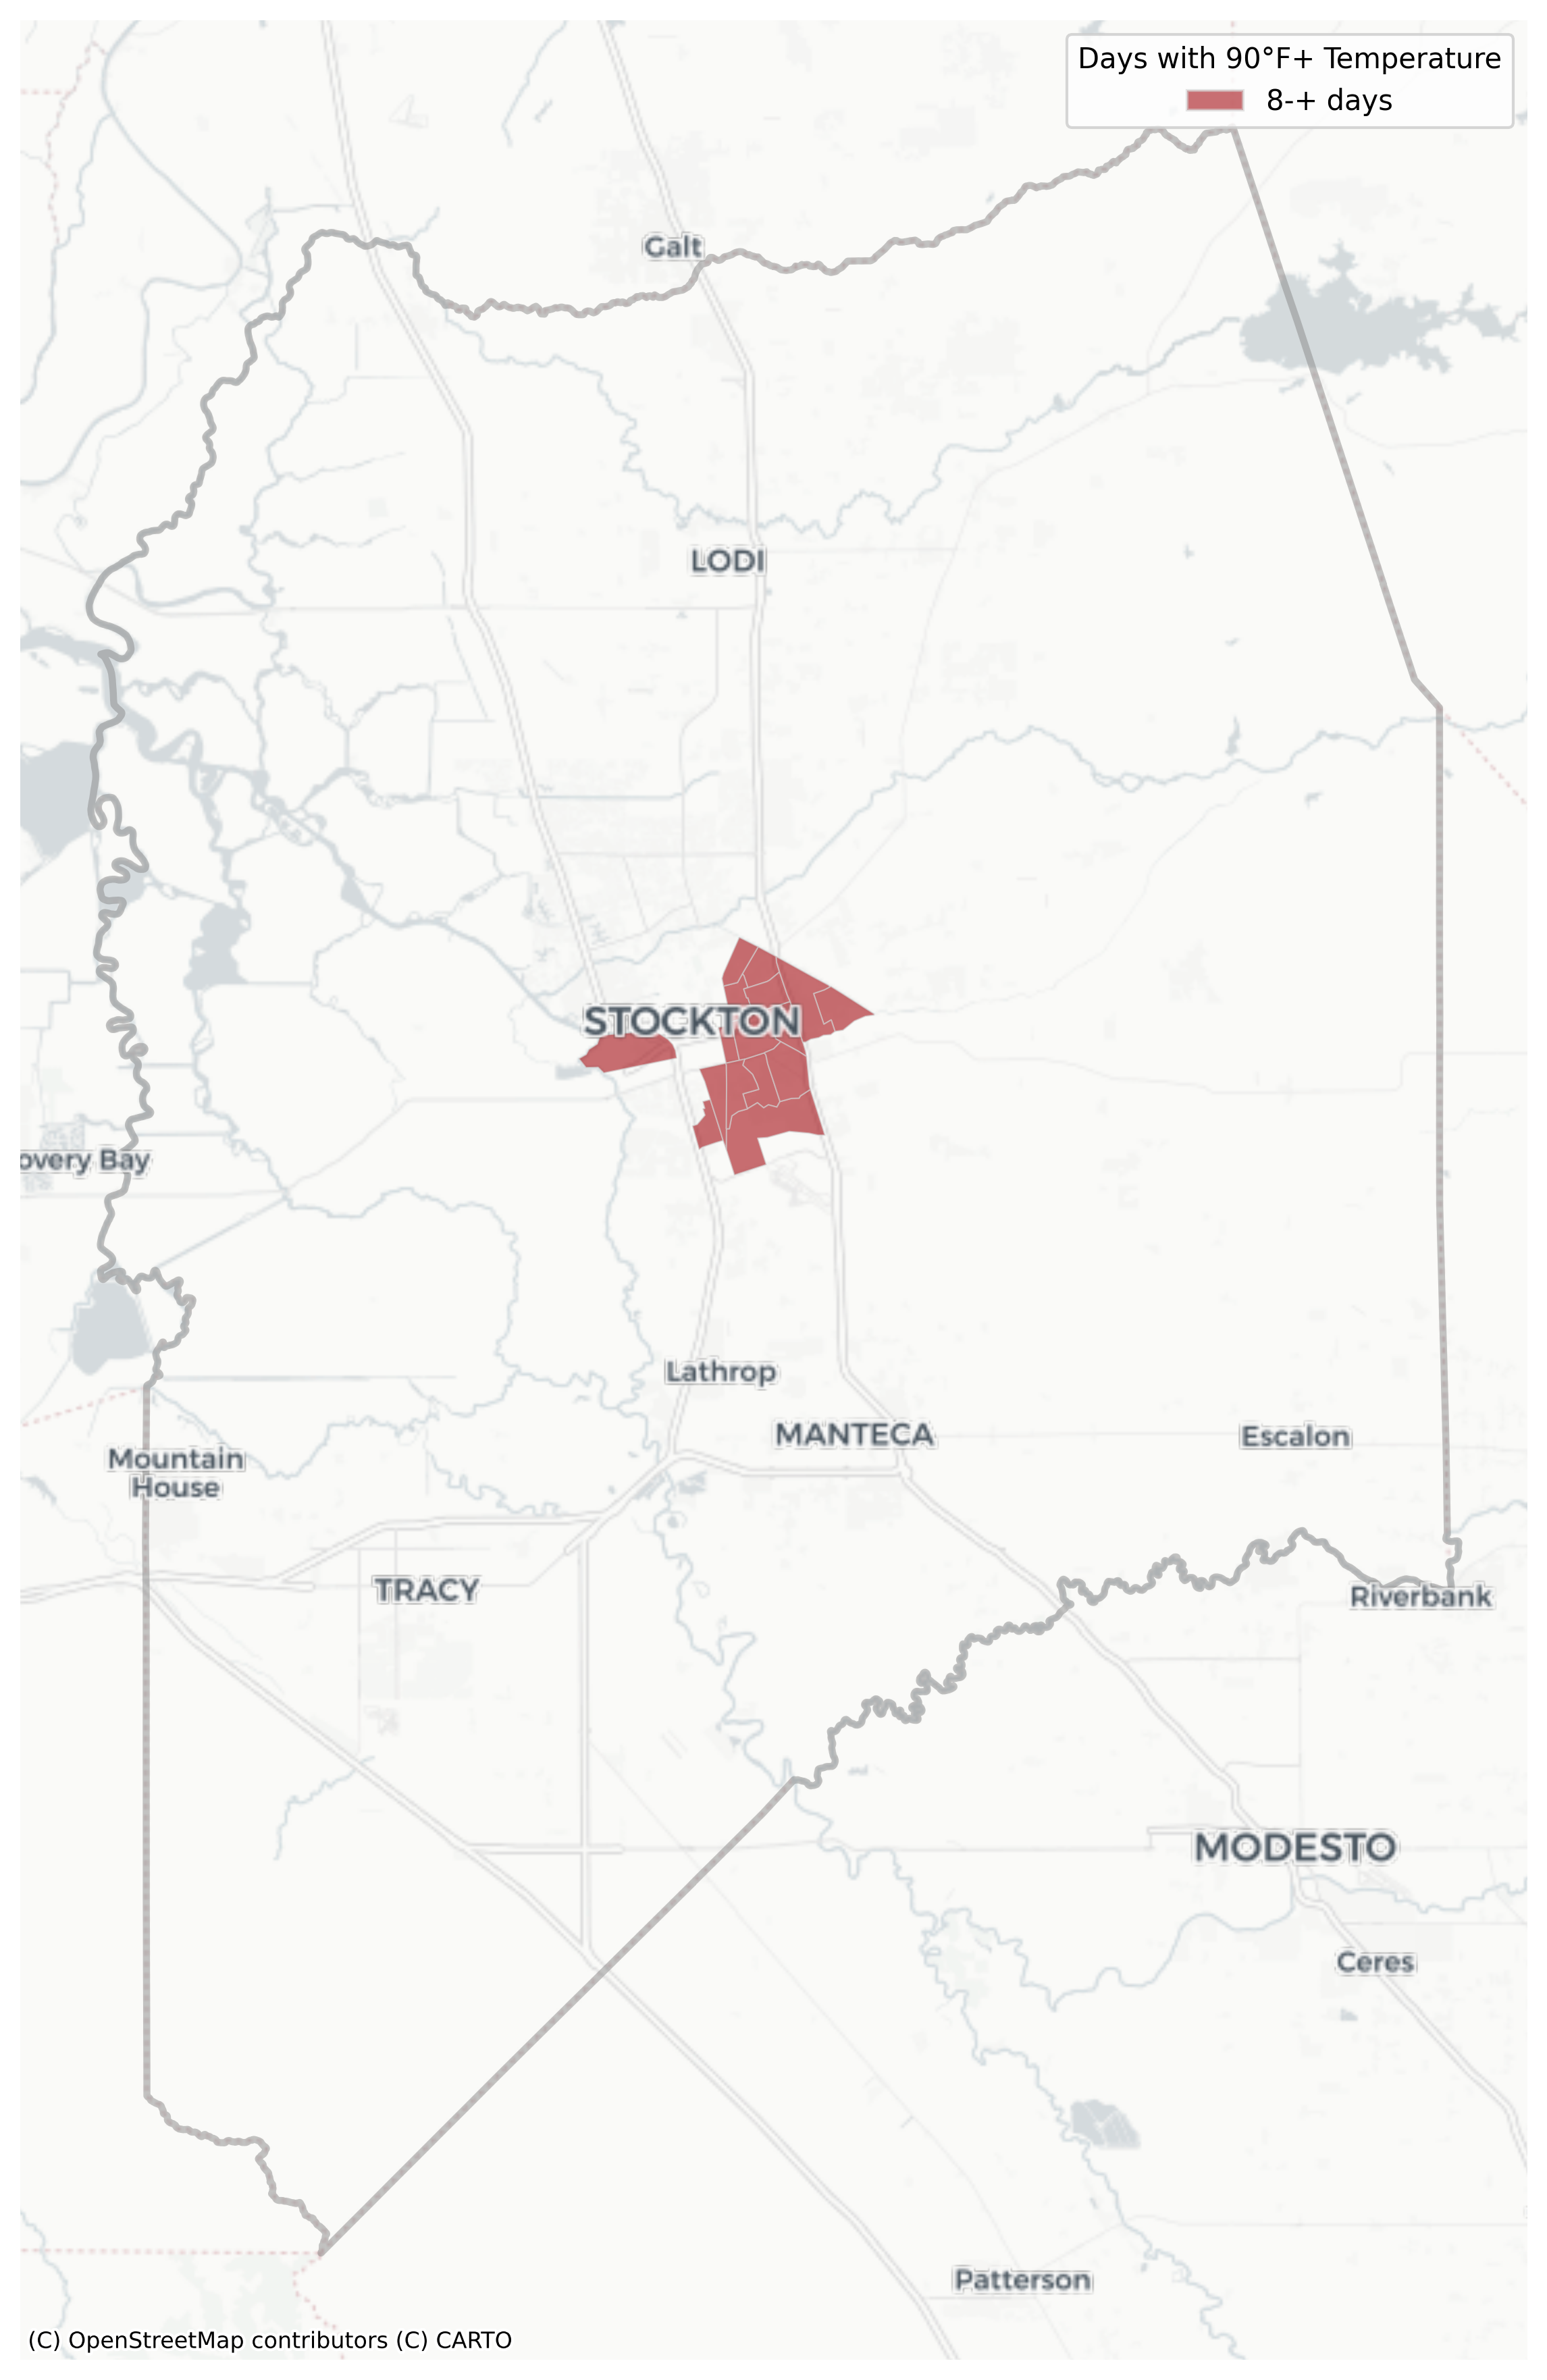 Days with 90°F+ Temperature
8-+ days
Galt
LODI
STOCKTON
overy Bay
Lathrop
MANTECA
Escalon
Mountain
House
TRACY
Riverbank
MODESTO
Ceres
Patterson
(C) OpenStreetMap contributors (C) CARTO